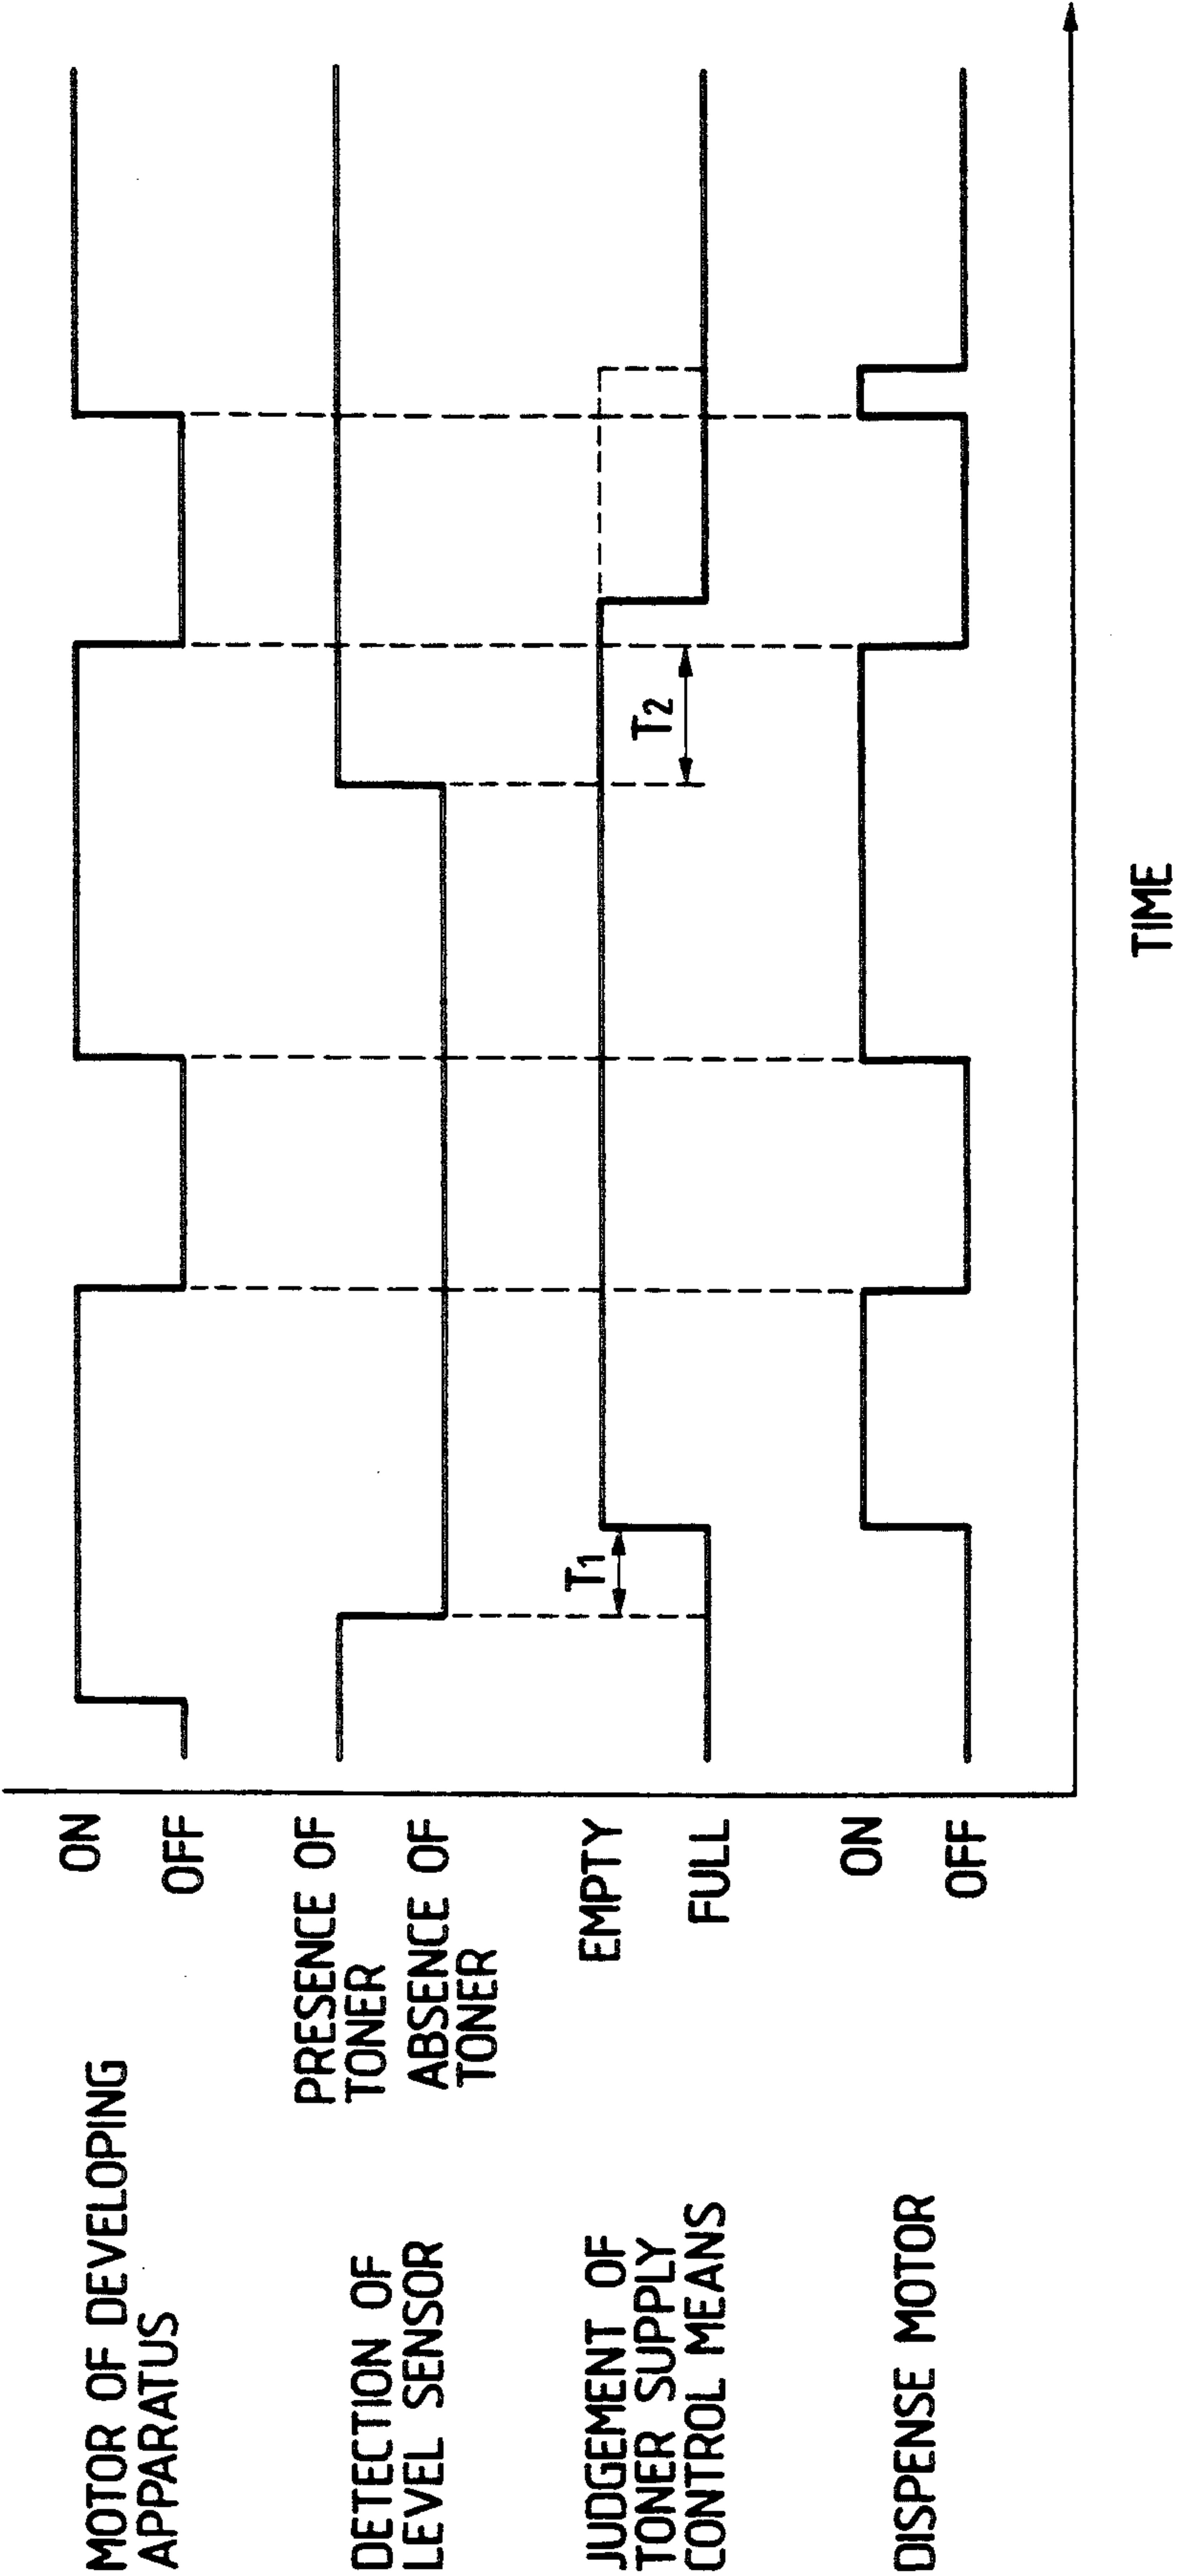 MOTOR OF DEVELOPING
APPARATUS
ON
OFF
DETECTION OF
LEVEL SENSOR
PRESENCE OF
TONER
ABSENCE OF
TONER
JUDGEMENT OF
TONER SUPPLY
CONTROL MEANS
EMPTY
FULL
T1
T2
DISPENSE MOTOR
ON
OFF
TIME